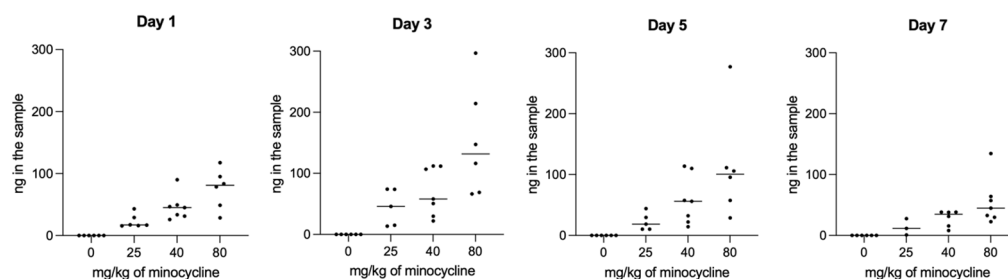 Day 1
300
200
100
0
ng in the sample
0 25 40 80
mg/kg of minocycline
Day 3
300
200
100
0
ng in the sample
0 25 40 80
mg/kg of minocycline
Day 5
300
200
100
0
ng in the sample
0 25 40 80
mg/kg of minocycline
Day 7
300
200
100
0
ng in the sample
0 25 40 80
mg/kg of minocycline